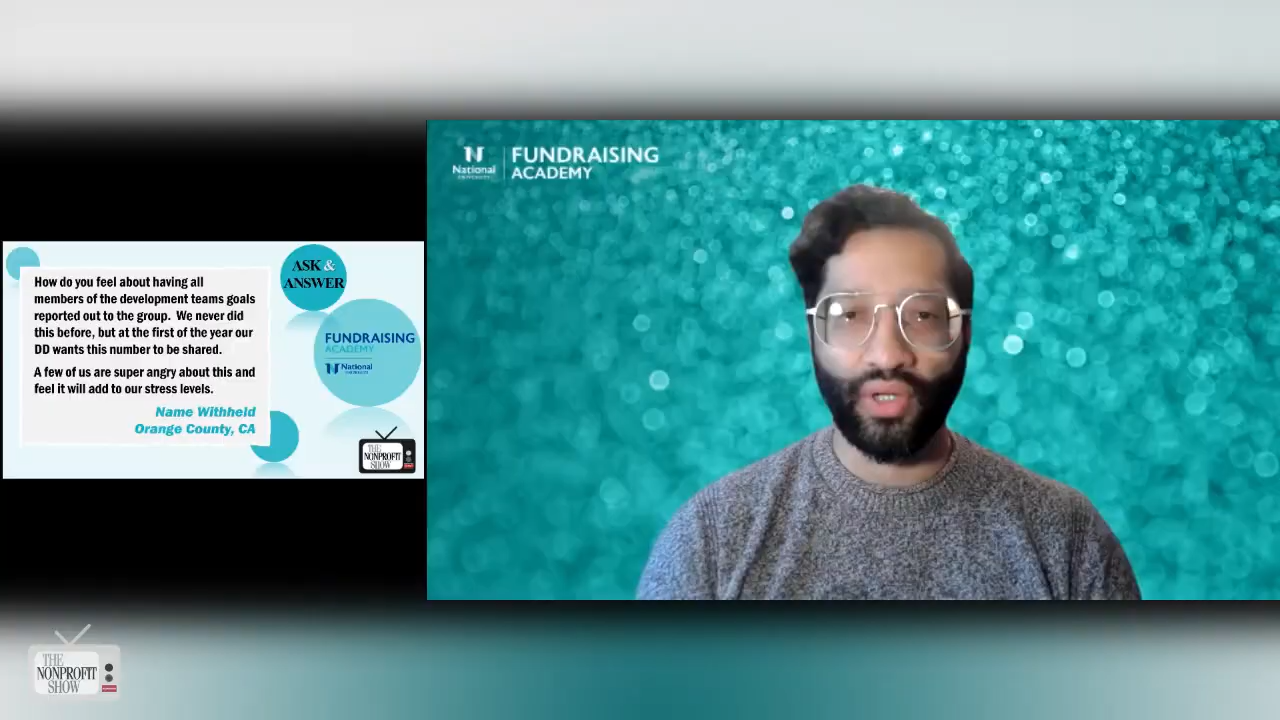 How do you feel about having all
members of the development teams goals
reported out to the group. We never did
this before, but at the first of the year our
DD wants this number to be shared.
A few of us are super angry about this and
feel it will add to our stress levels.
Name Withheld
Orange County, CA
ASK &
ANSWER
FUNDRAISING
ACADEMY
National
THE
NONPROFIT
SHOW
National
UNIVERSITY
FUNDRAISING
ACADEMY
THE
NONPROFIT
SHOW